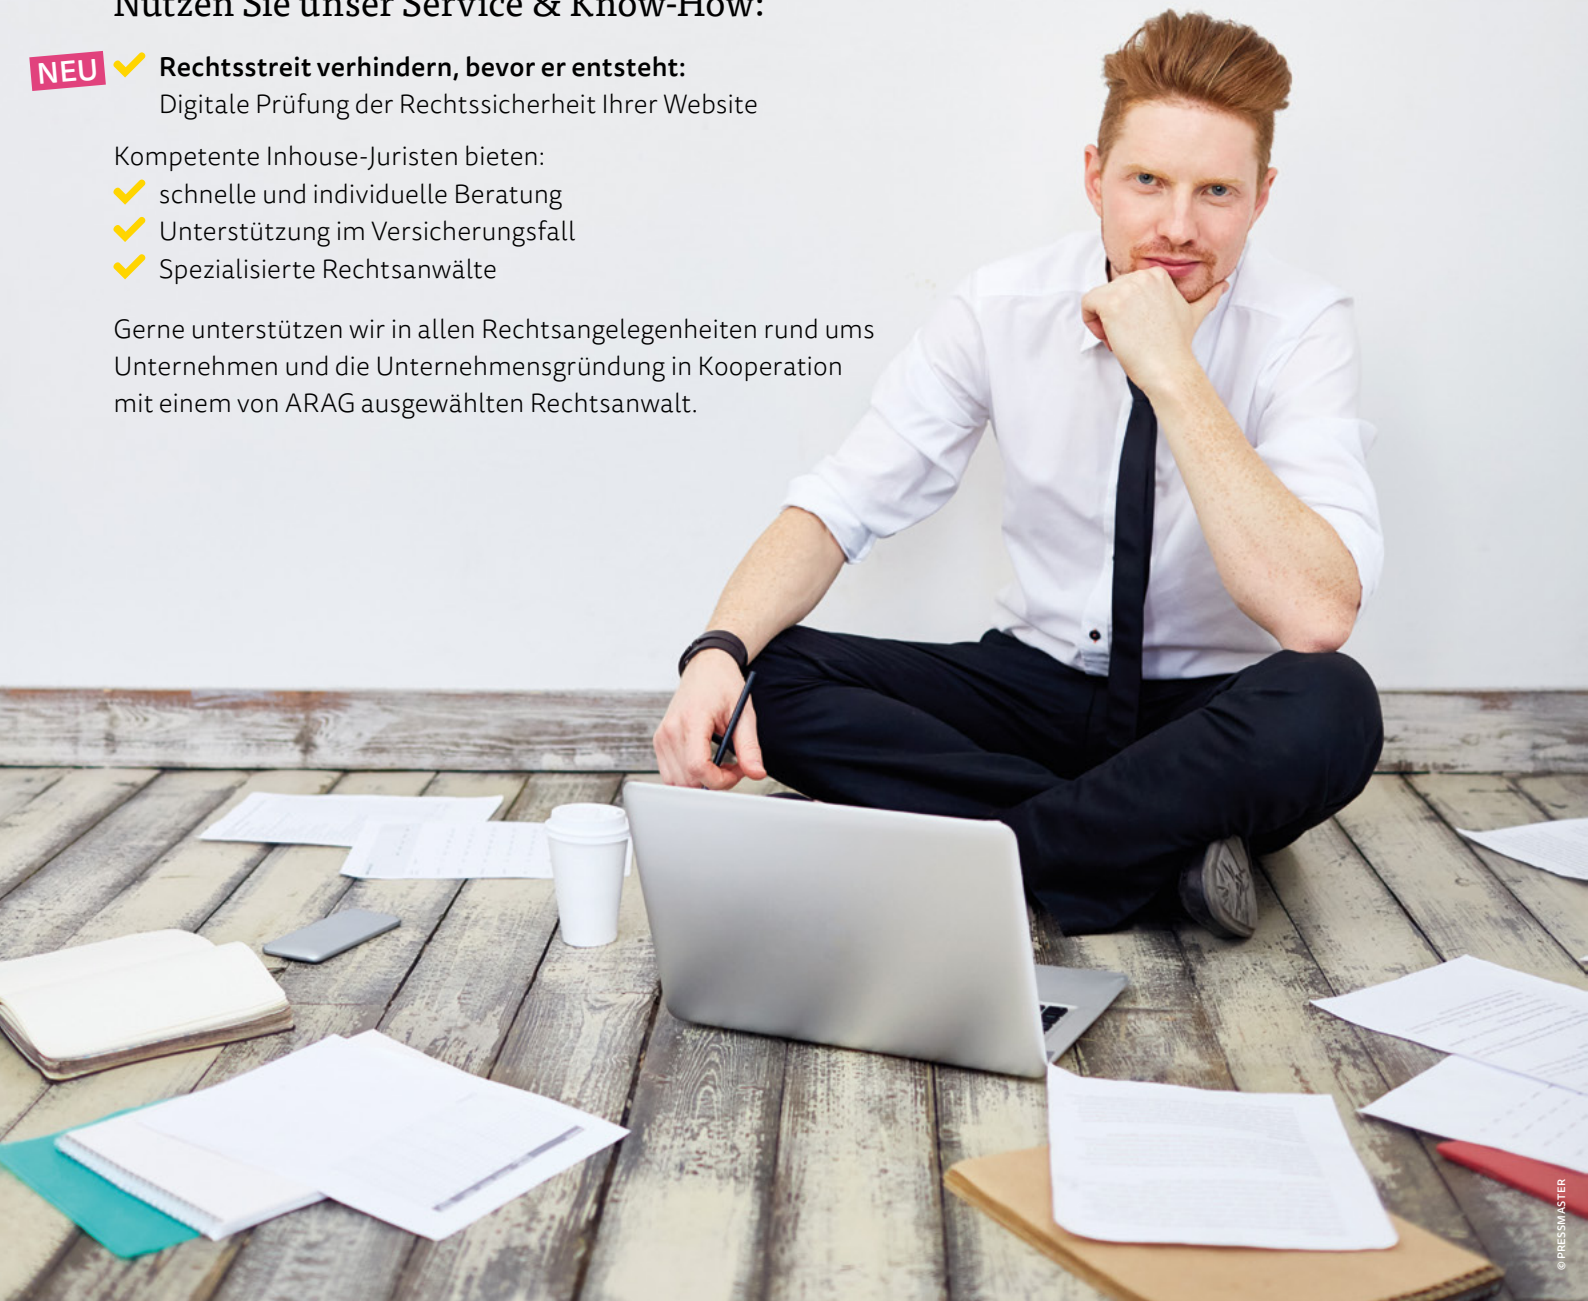 Nutzen Sie unser Service & Know-How:
NEU
Rechtsstreit verhindern, bevor er entsteht:
Digitale Prüfung der Rechtssicherheit Ihrer Website
Kompetente Inhouse-Juristen bieten:
schnelle und individuelle Beratung
Unterstützung im Versicherungsfall
Spezialisierte Rechtsanwälte
Gerne unterstützen wir in allen Rechtsangelegenheiten rund ums
Unternehmen und die Unternehmensgründung in Kooperation
mit einem von ARAG ausgewählten Rechtsanwalt.
© PRESSMASTER